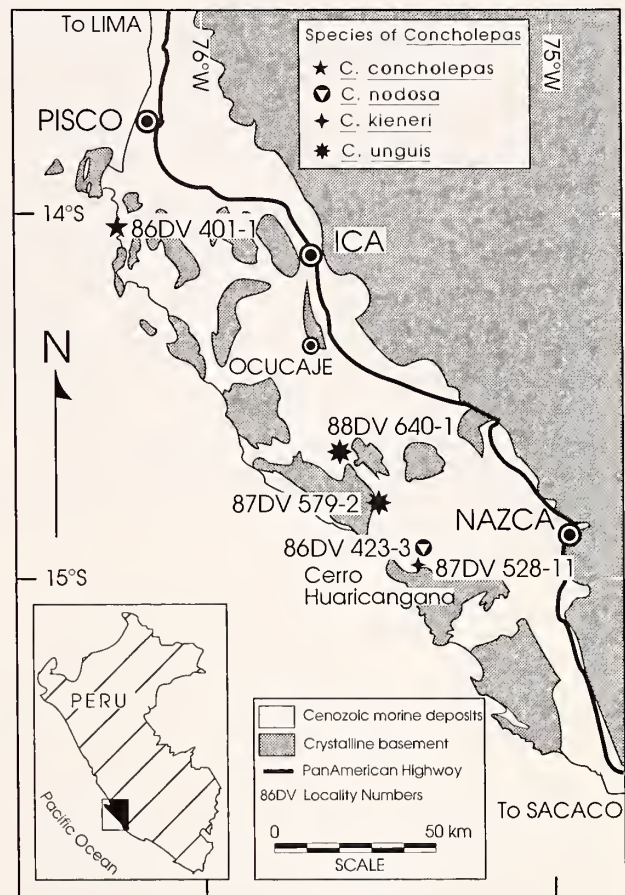 To LIMA
76°W
75°W
Species of Concholepas
C. concholepas
C. nodosa
C. kieneri
C. unguis
PISCO
14°S
86DV 401-1
ICA
N
OCUCAJE
88DV 640-1
87DV 579-2
NAZCA
86DV 423-3
87DV 528-11
Cerro
Huaricangana
15°S
PERU
Pacific Ocean
Cenozoic morine deposits
Crystalline basement
PanAmerican Highwoy
86DV Locality Numbers
To SACACO
0
50 km
SCALE